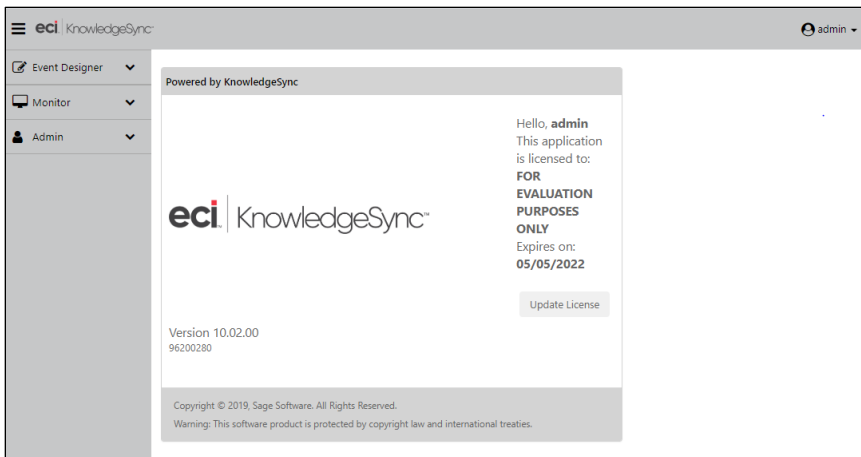 eci KnowledgeSync™
admin
Event Designer
Monitor
Admin
Powered by KnowledgeSync
Hello, admin
This application
is licensed to:
FOR
EVALUATION
PURPOSES
ONLY
Expires on:
05/05/2022
Update License
eci KnowledgeSync™
Version 10.02.00
96200280
Copyright © 2019, Sage Software. All Rights Reserved.
Warning: This software product is protected by copyright law and international treaties.